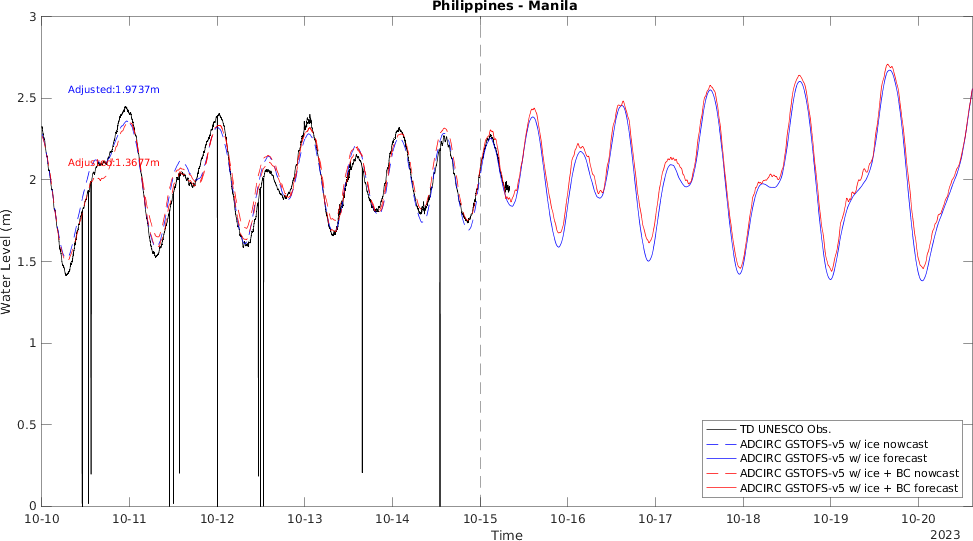 Philippines - Manila
3
2.5
2
1.5
1
0.5
0
Water Level (m)
Adjusted:1.9737m
Adjusted:1.3677m
TD UNESCO Obs.
ADCIRC GSTOFS-v5 w/ ice nowcast
ADCIRC GSTOFS-v5 w/ ice forecast
ADCIRC GSTOFS-v5 w/ ice + BC nowcast
ADCIRC GSTOFS-v5 w/ ice + BC forecast
10-10 10-11 10-12 10-13 10-14 10-15 10-16 10-17 10-18 10-19 10-20
Time
2023